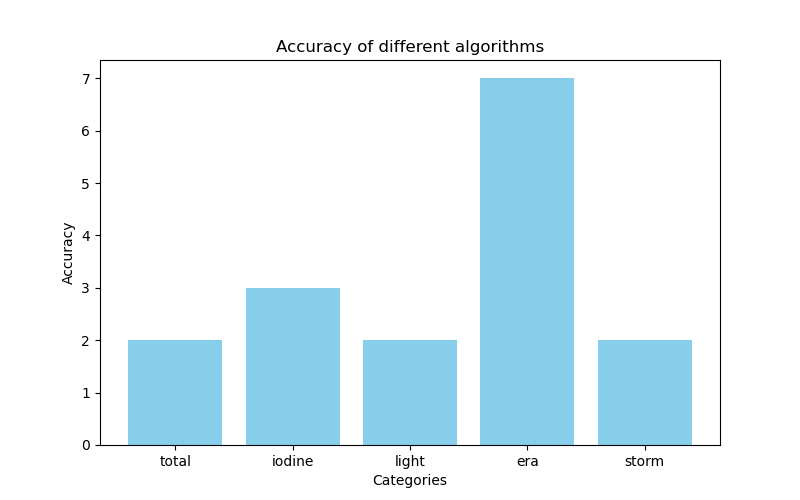 Accuracy of different algorithms
7
6
5
4
3
2
1
0
Accuracy
total iodine light era storm
Categories